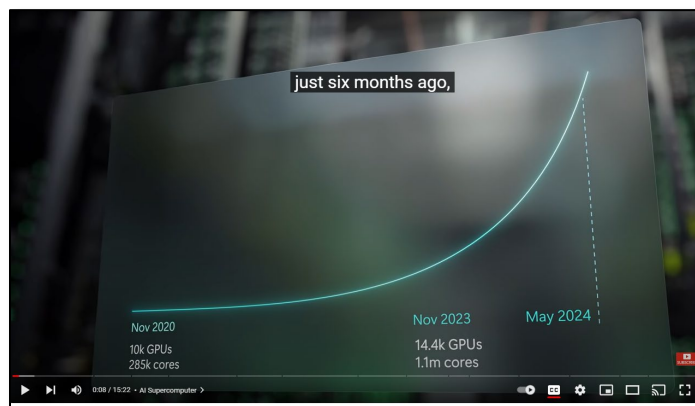 just six months ago,
Nov 2020
10k GPUs
285k cores
Nov 2023
14.4k GPUs
1.1m cores
May 2024
0:08 / 15:22 • AI Supercomputer >
CC